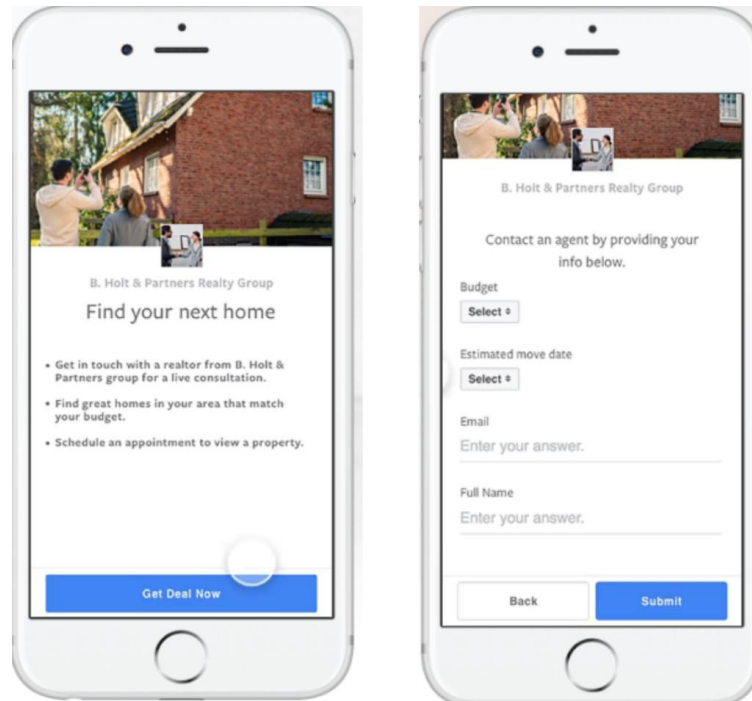 B. Holt & Partners Realty Group
Find your next home
• Get in touch with a realtor from B. Holt &
Partners group for a live consultation.
• Find great homes in your area that match
your budget.
• Schedule an appointment to view a property.
Get Deal Now
B. Holt & Partners Realty Group
Contact an agent by providing your
info below.
Budget
Select
Estimated move date
Select
Email
Enter your answer.
Full Name
Enter your answer.
Back
Submit